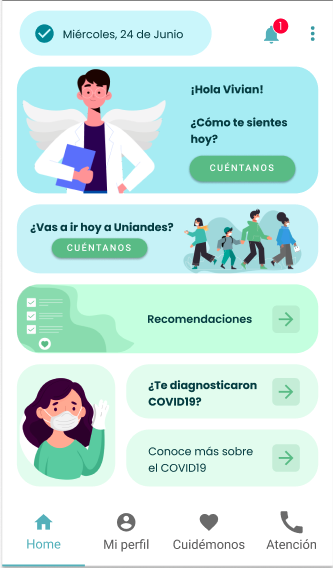 Miércoles, 24 de Junio
1
¡Hola Vivian!
¿Cómo te sientes
hoy?
CUÉNTANOS
¿Vas a ir hoy a Uniandes?
CUÉNTANOS
Recomendaciones
¿Te diagnosticaron
COVID19?
Conoce más sobre
el COVID19
Home
Mi perfil
Cuidémonos
Atención